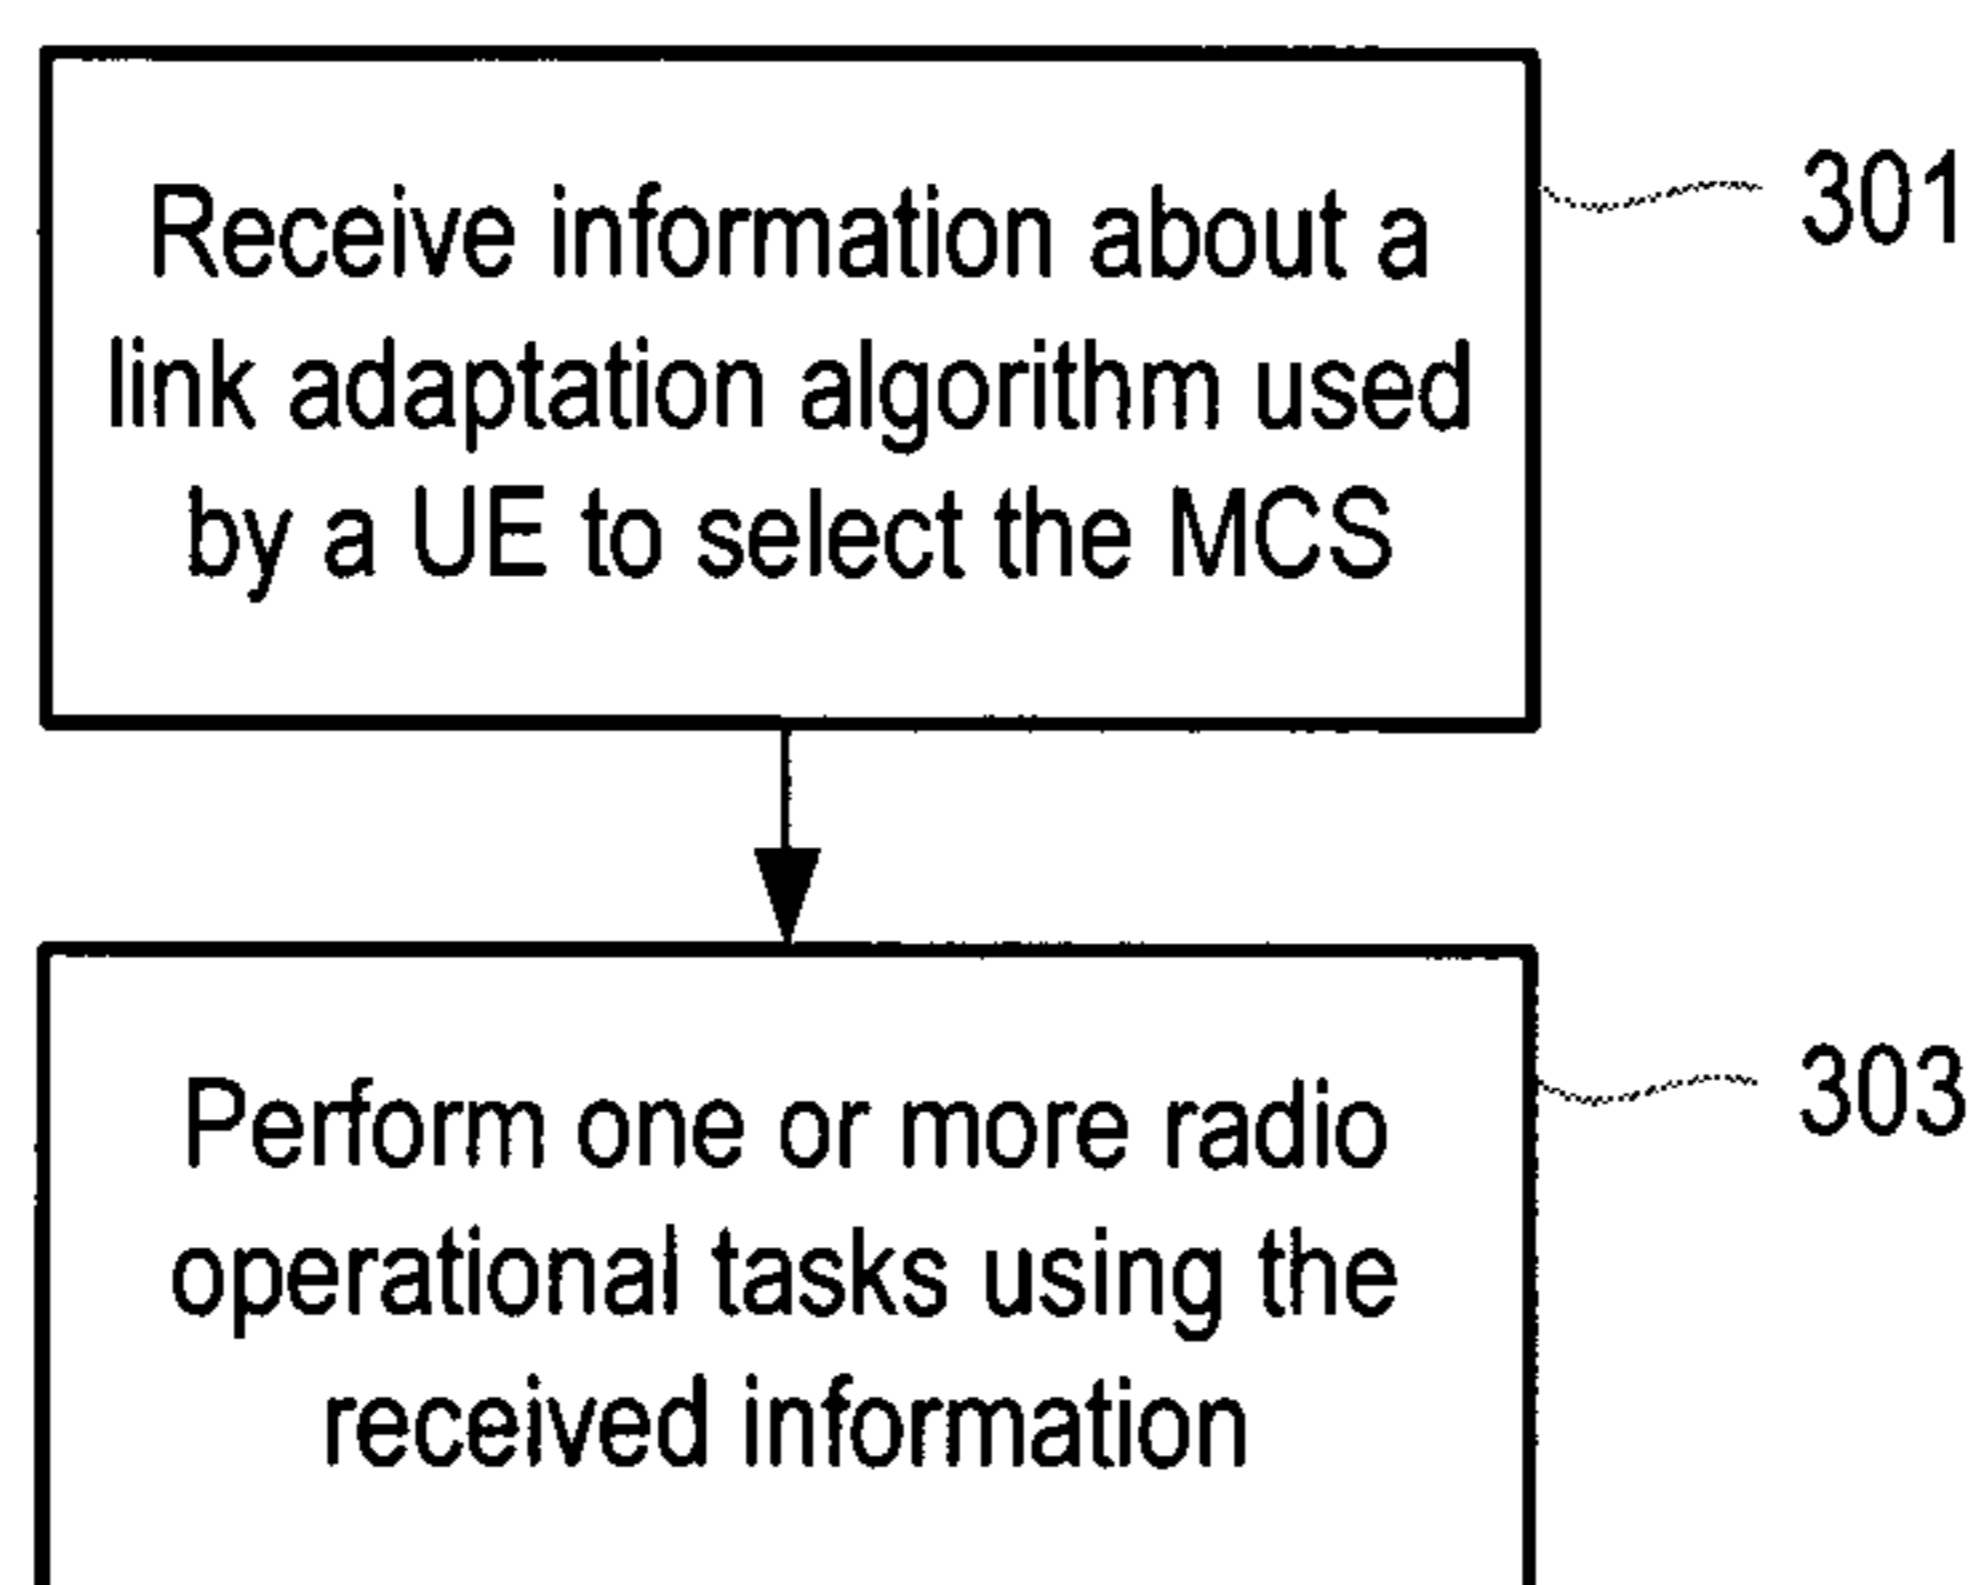 Receive information about a
link adaptation algorithm used
by a UE to select the MCS
301
Perform one or more radio
operational tasks using the
received information
303